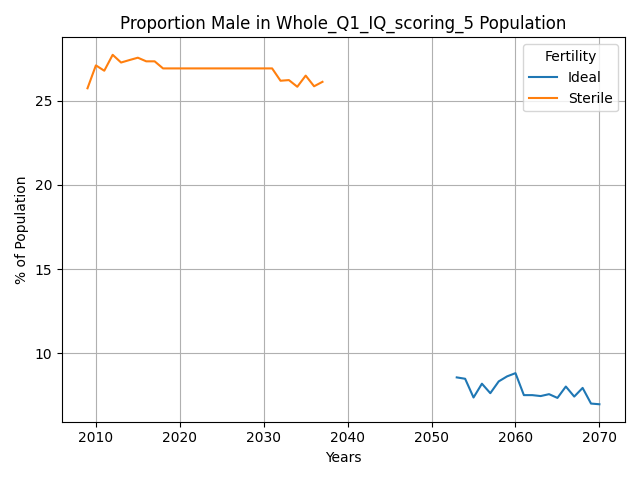 Proportion Male in Whole_Q1_IQ_scoring_5 Population
Fertility
Ideal
Sterile
% of Population
25
20
15
10
2010 2020 2030 2040 2050 2060 2070
Years